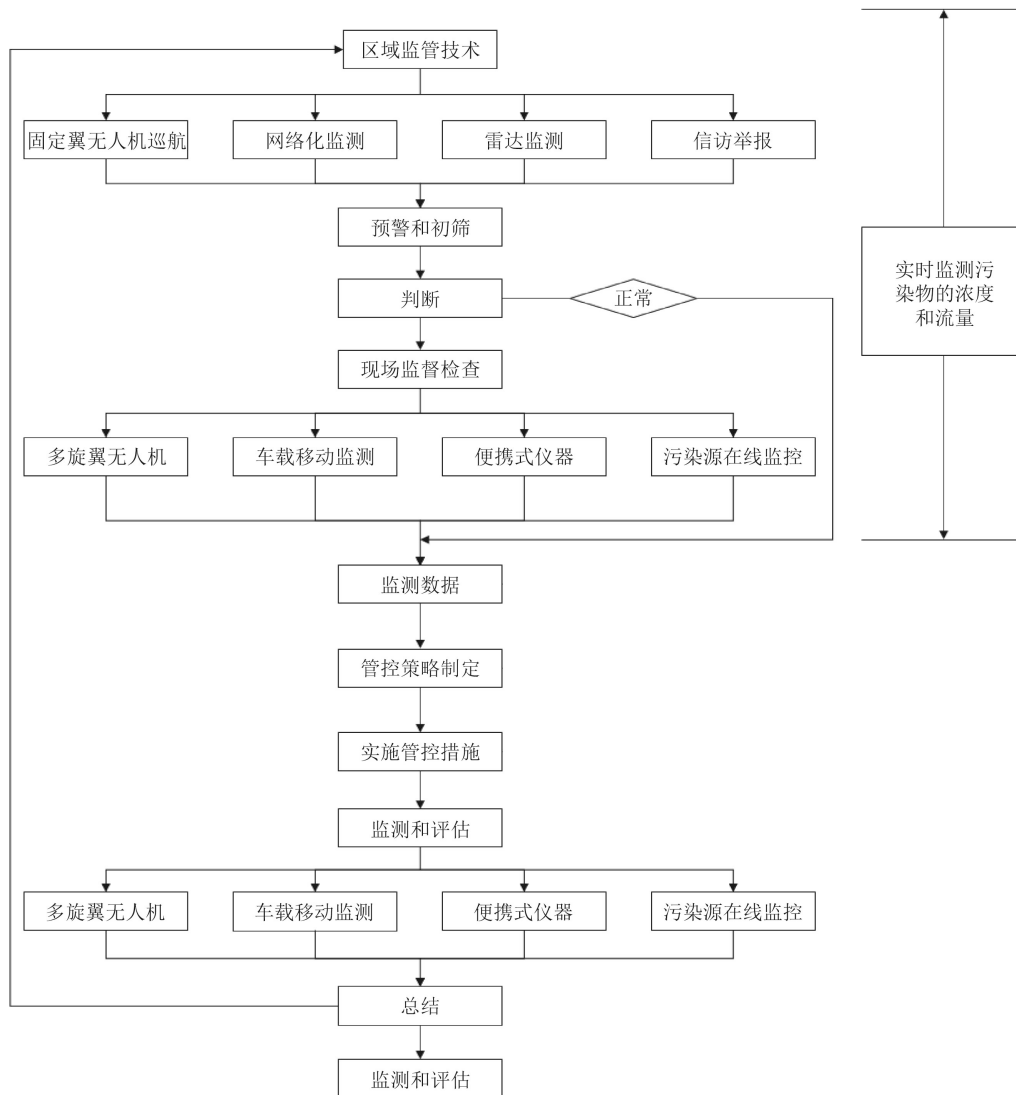 区域监管技术
固定翼无人机巡航
网络化监测
雷达监测
信访举报
预警和初筛
判断
正常
实时监测污
染物的浓度
和流量
现场监督检查
多旋翼无人机
车载移动监测
便携式仪器
污染源在线监控
监测数据
管控策略制定
实施管控措施
监测和评估
多旋翼无人机
车载移动监测
便携式仪器
污染源在线监控
总结
监测和评估